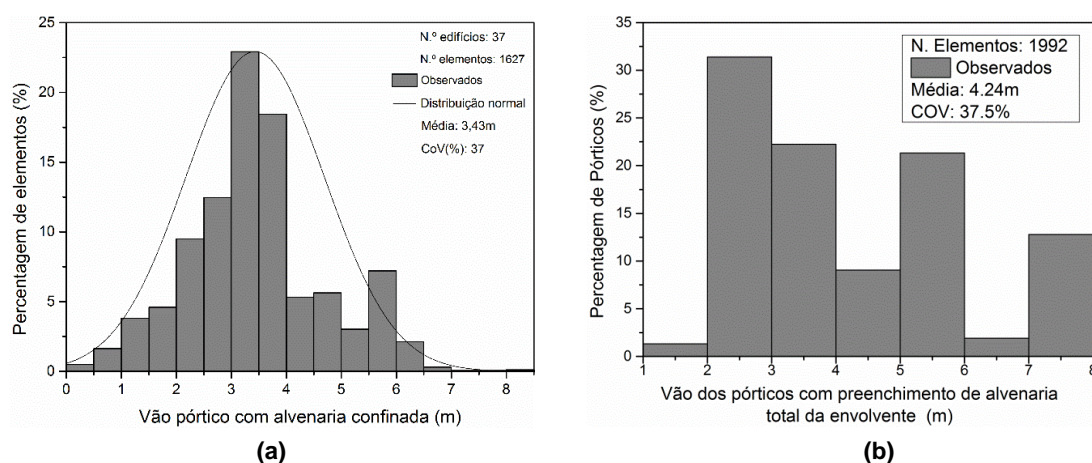 25
20
15
10
5
0
Percentagem de elementos (%)
N.º edifícios: 37
N.º elementos: 1627
Observados
Distribuição normal
Média: 3,43m
CoV(%): 37
0 1 2 3 4 5 6 7 8
Vão pórtico com alvenaria confinada (m)
(a)
35
30
25
20
15
10
5
0
Percentagem de Pórticos (%)
N. Elementos: 1992
Observados
Média: 4.24m
COV: 37.5%
1 2 3 4 5 6 7 8
Vão dos pórticos com preenchimento de alvenaria
total da envolvente (m)
(b)